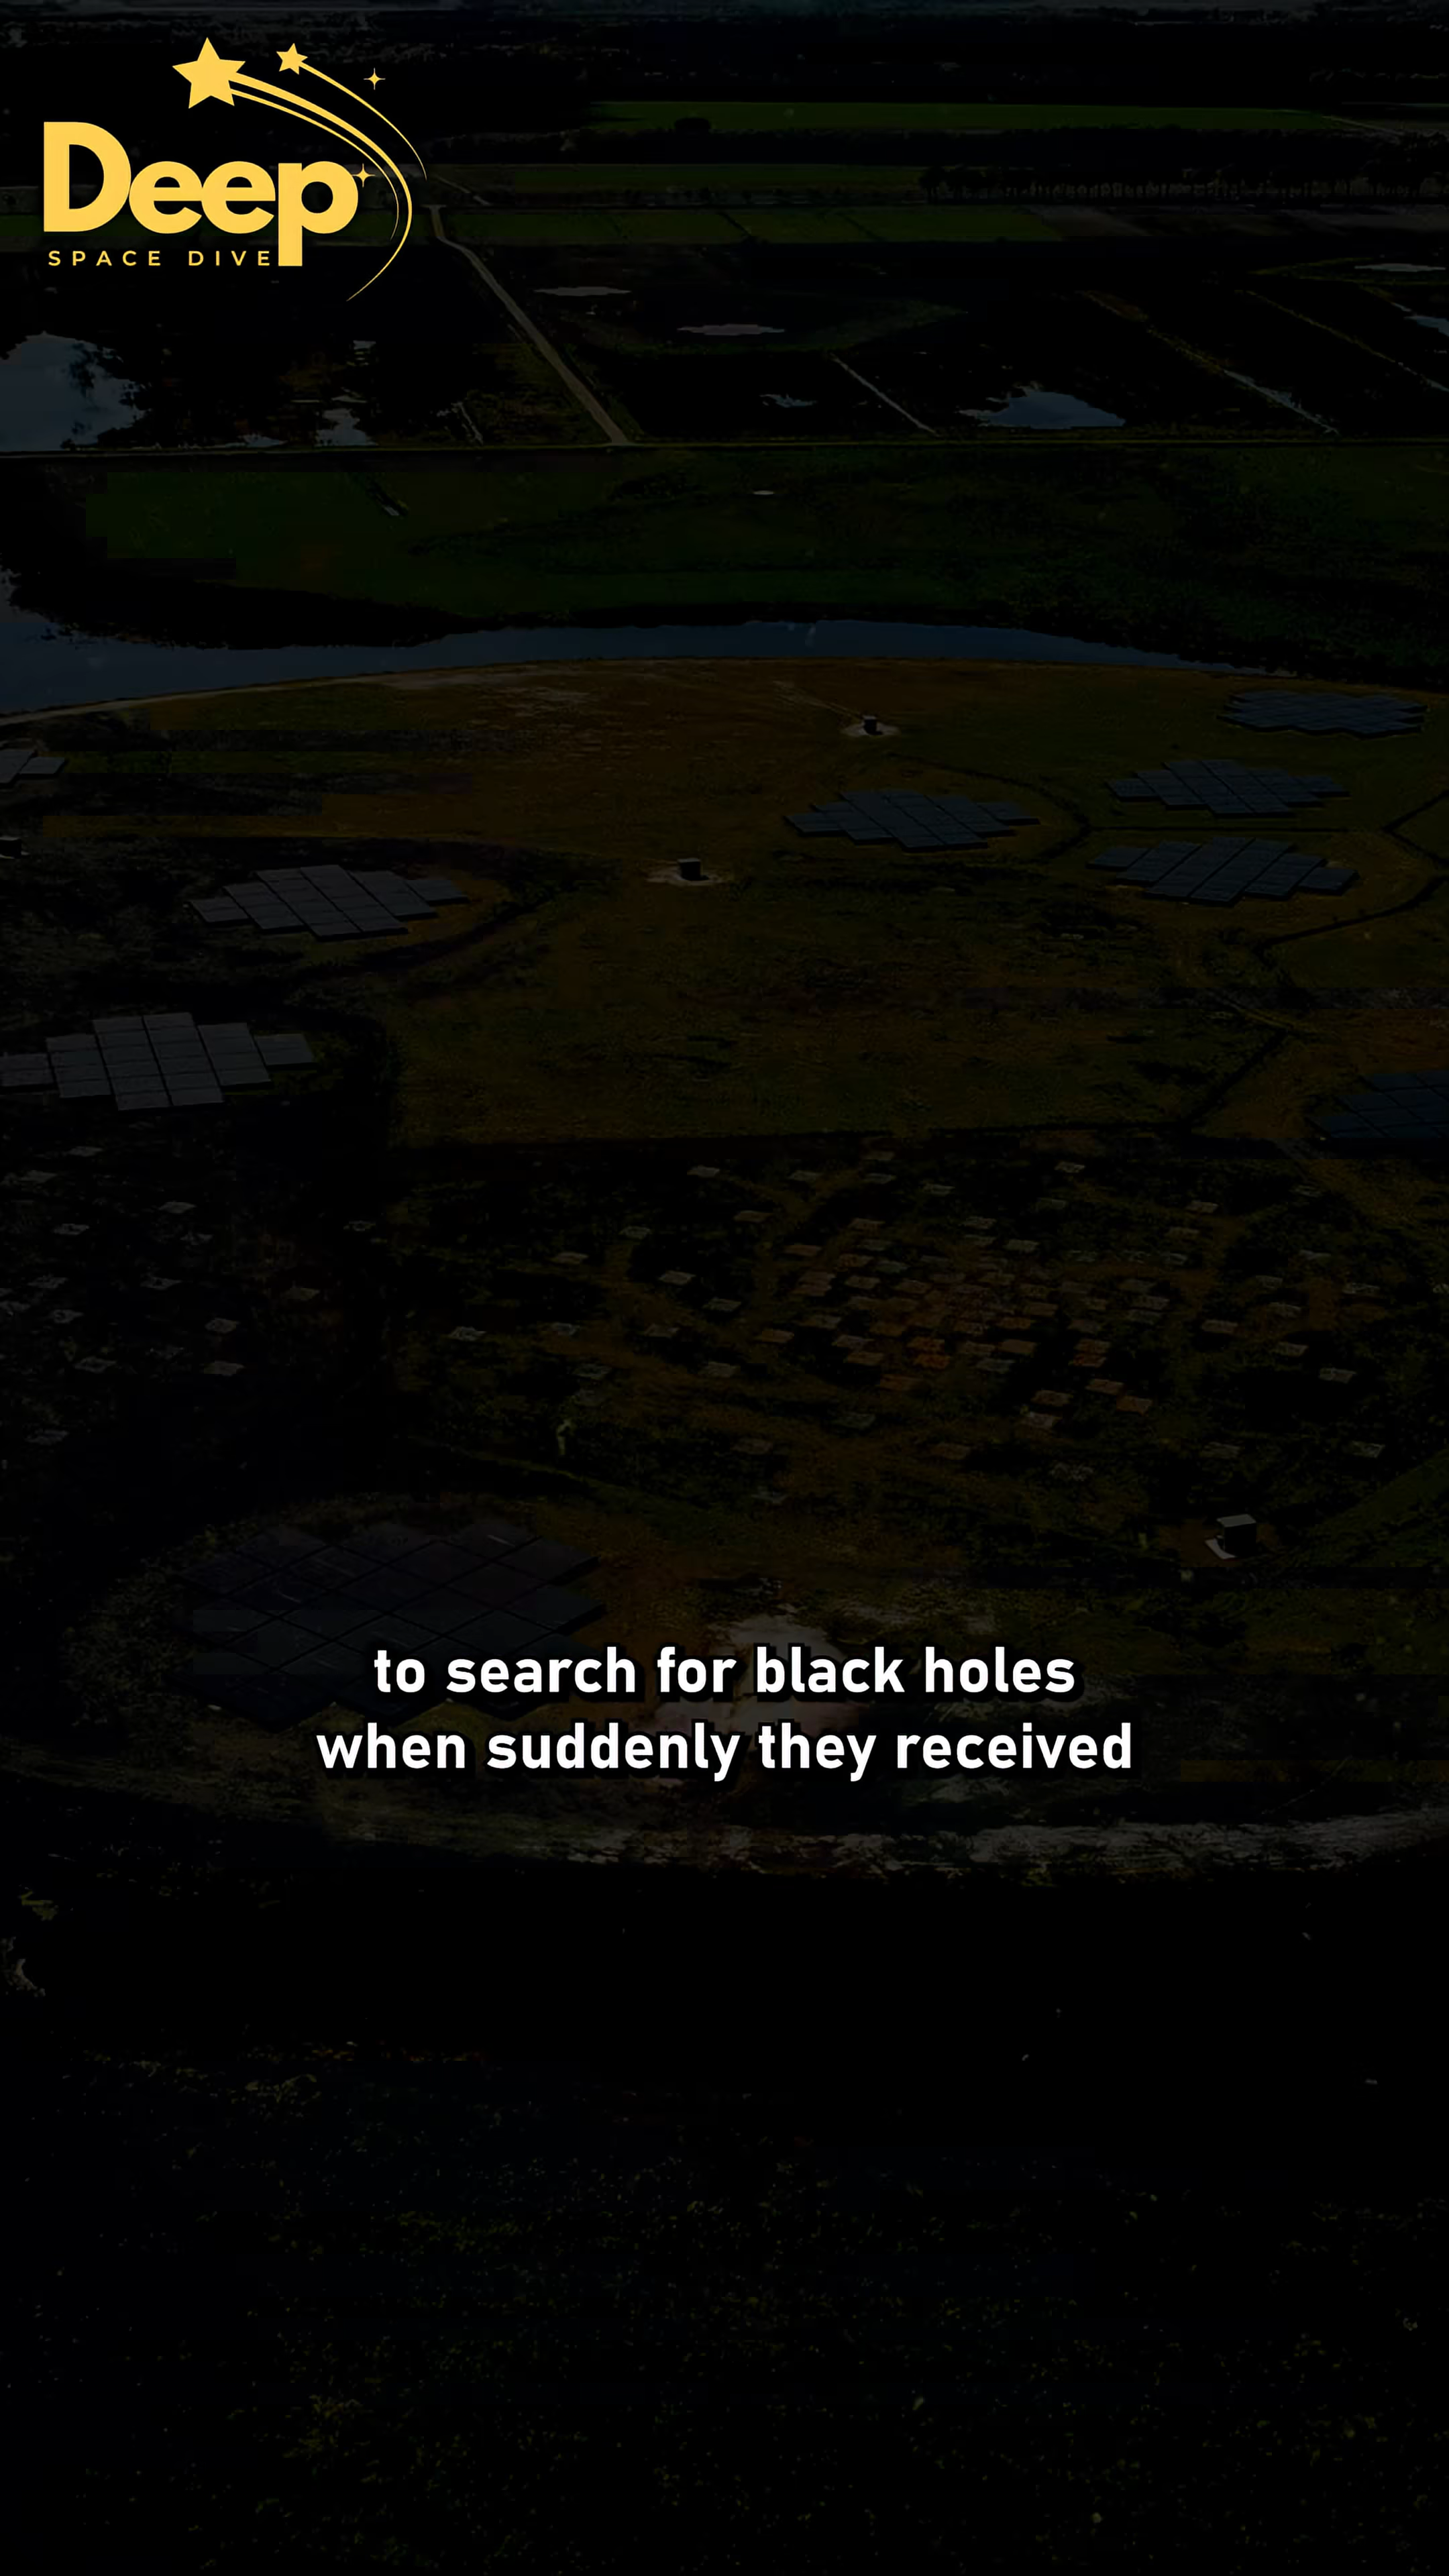 Deep
SPACE DIVE
to search for black holes
when suddenly they received